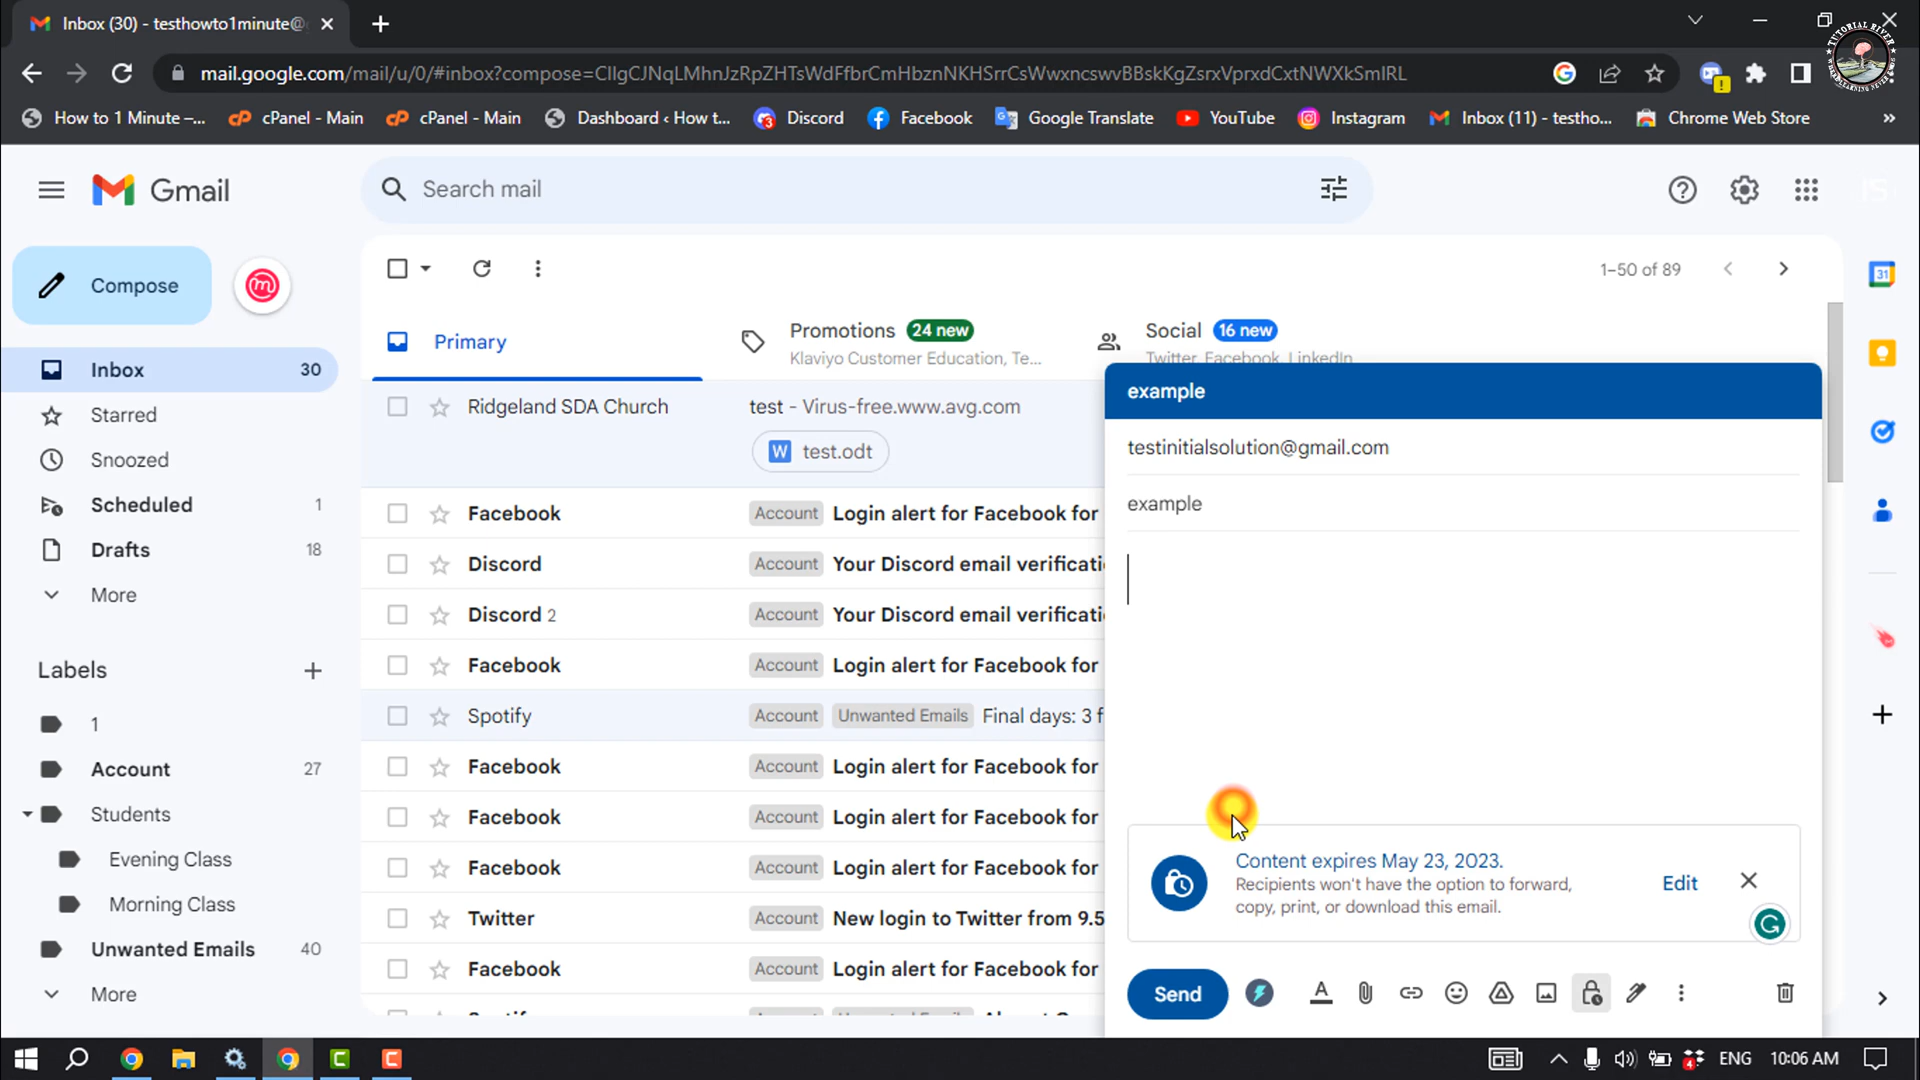 Inbox (30) - testhowto1minute@
mail.google.com/mail/u/0/#inbox?compose=CllgCJNqLMhnJzRpZHTsWdFfbrCmHbznNKHSrrCsWwxncswvBBskKgZsrxVprxdCxtNWXkSmlRL
TUTORIAL RIVER
How to 1 Minute –... cPanel - Main cPanel - Main Dashboard ‹ How t... Discord Facebook Google Translate YouTube Instagram Inbox (11) - testho... Chrome Web Store »
Gmail
Search mail
Compose
1–50 of 89
Primary
Promotions 24 new
Klaviyo Customer Education, Te...
Social 16 new
Twitter, Facebook, LinkedIn
Inbox 30
Starred
Snoozed
Scheduled 1
Drafts 18
More
Labels
1
Account 27
Students
Evening Class
Morning Class
Unwanted Emails 40
More
Ridgeland SDA Church test - Virus-free.www.avg.com
W test.odt
Facebook Account Login alert for Facebook for
Discord Account Your Discord email verificati
Discord 2 Account Your Discord email verificati
Facebook Account Login alert for Facebook for
Spotify Account Unwanted Emails Final days: 3 f
Facebook Account Login alert for Facebook for
Facebook Account Login alert for Facebook for
Facebook Account Login alert for Facebook for
Twitter Account New login to Twitter from 9.5
Facebook Account Login alert for Facebook for
example
testinitialsolution@gmail.com
example
Content expires May 23, 2023.
Recipients won't have the option to forward,
copy, print, or download this email.
Edit
Send
31
ENG 10:06 AM